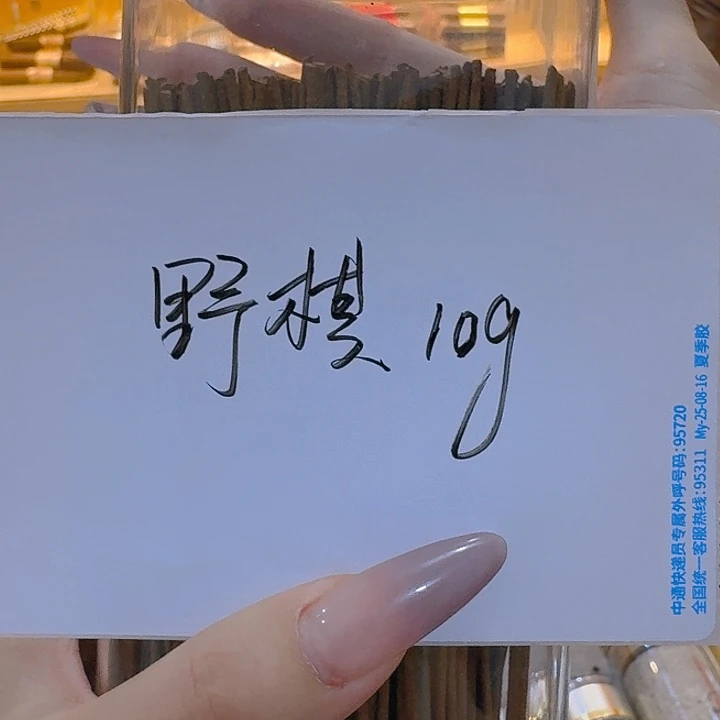 野模 10g
中通快递员专属外呼号码:95720
全国统一客服热线:95311 My-25-08-16 夏季胶